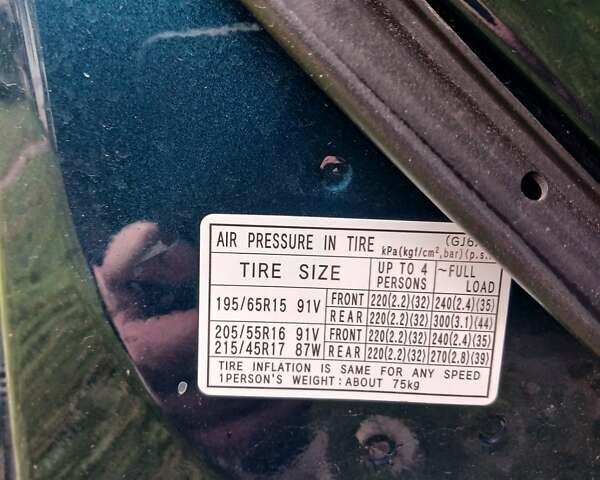 AIR PRESSURE IN TIRE (GJ6
kPa(kgf/cm²,bar)(p.s.
TIRE SIZE UP TO 4 PERSONS ~FULL LOAD
195/65R15 91V FRONT 220(2.2)(32) 240(2.4)(35)
REAR 220(2.2)(32) 300(3.1)(44)
205/55R16 91V FRONT 220(2.2)(32) 240(2.4)(35)
215/45R17 87W REAR 220(2.2)(32) 270(2.8)(39)
TIRE INFLATION IS SAME FOR ANY SPEED
1PERSON'S WEIGHT:ABOUT 75kg